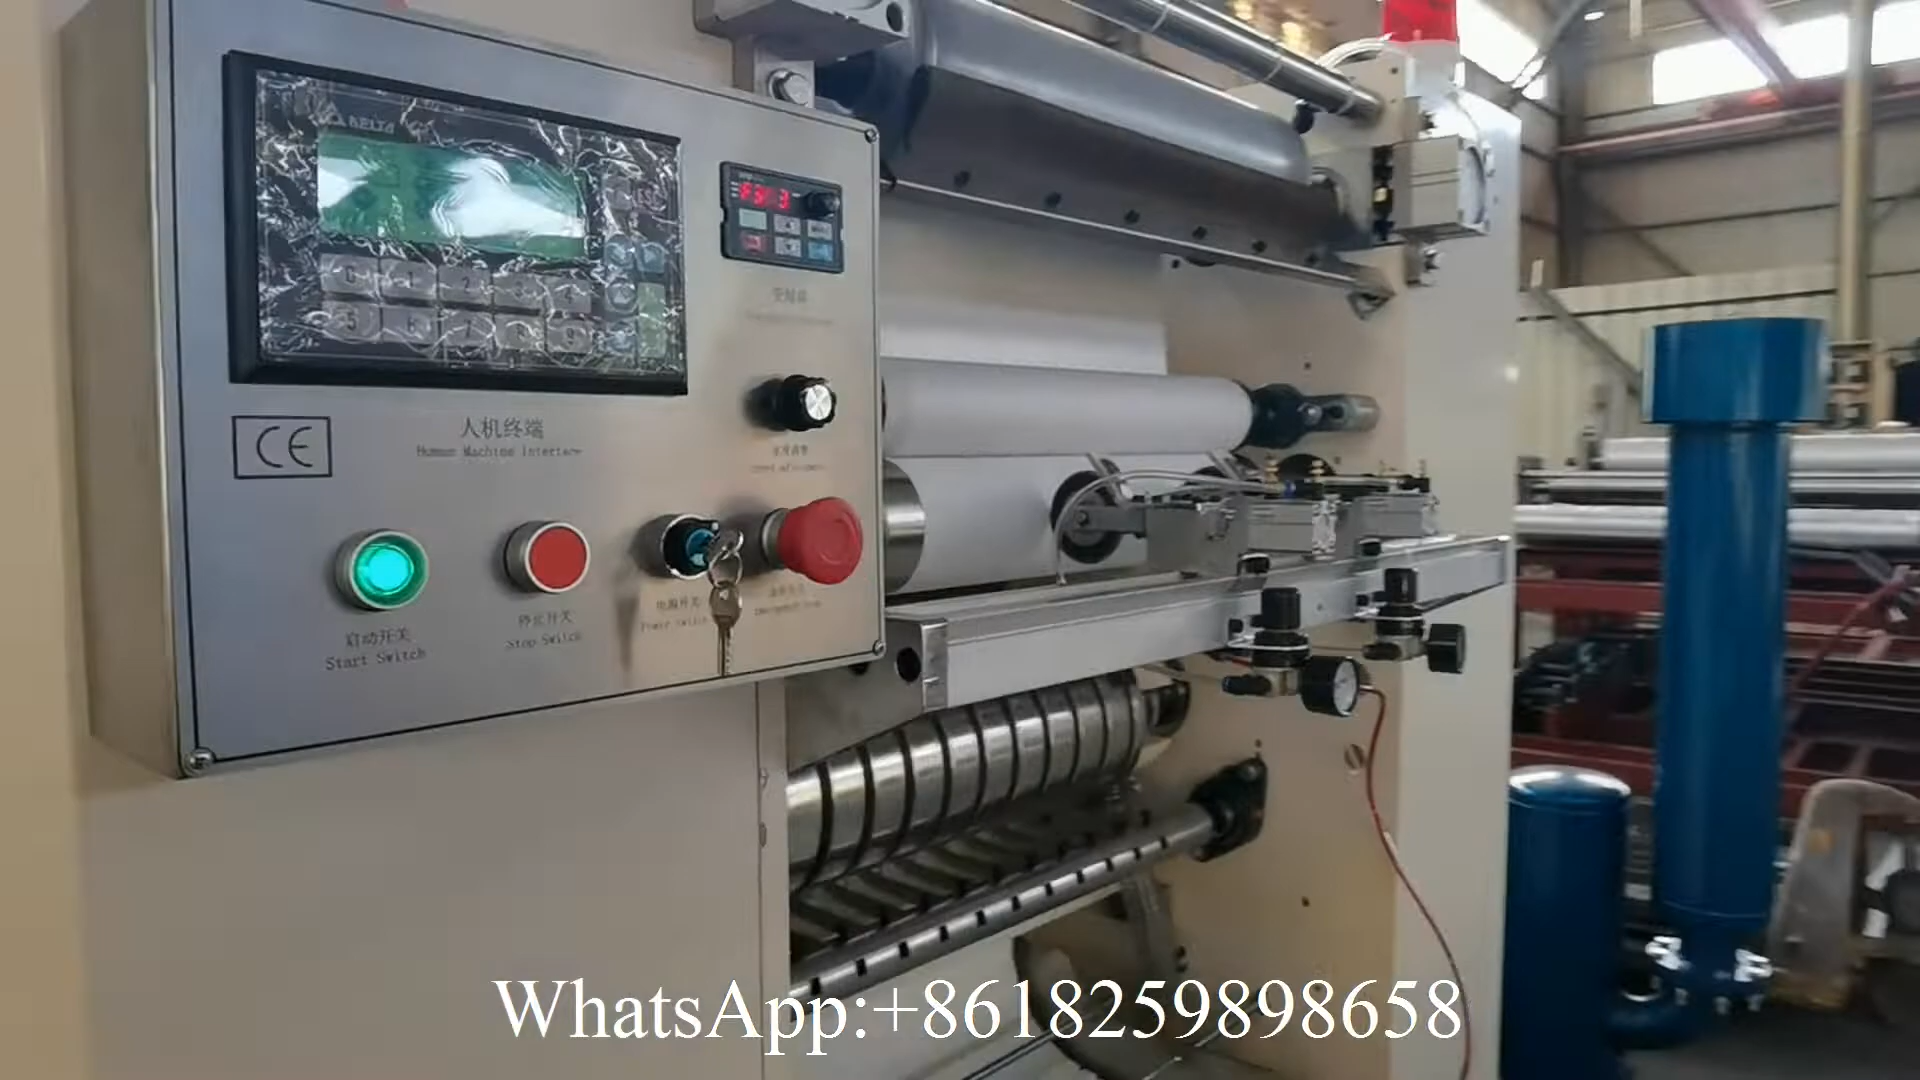 DELTA
ESC
0 1 2 3 4
5 6 7 8 9
CE
人机终端
Human Machine Interface
启动开关
Start Switch
停止开关
Stop Switch
电源开关
Power switch
WhatsApp:+8618259898658